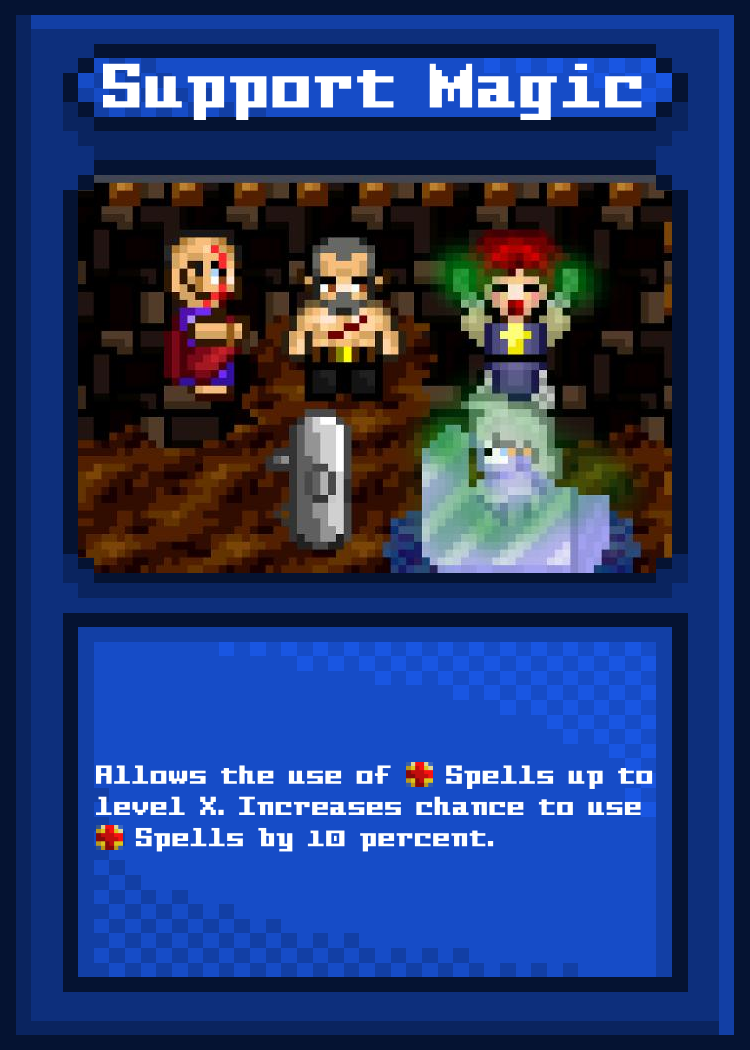 Support Magic
Allows the use of Spells up to
level X. Increases chance to use
Spells by 10 percent.